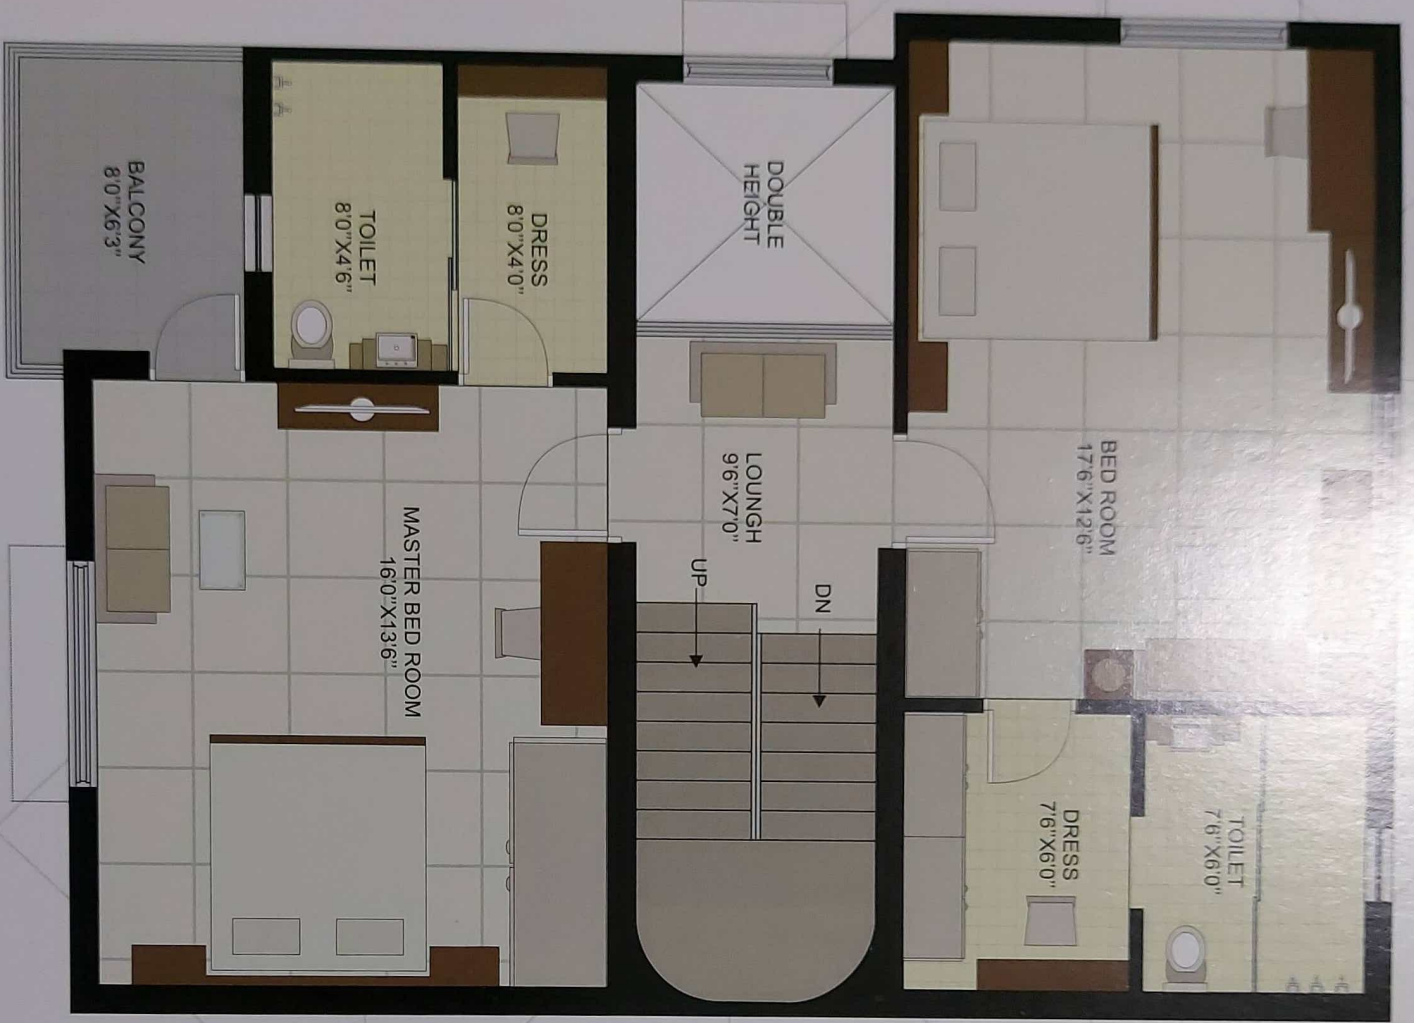 BALCONY
8'0"X6'3"
TOILET
8'0"X4'6"
DRESS
8'0"X4'0"
DOUBLE
HEIGHT
LOUNGH
9'6"X7'0"
UP
DN
BED ROOM
17'6"X12'6"
MASTER BED ROOM
16'0"X13'6"
DRESS
7'6"X6'0"
TOILET
7'6"X6'0"